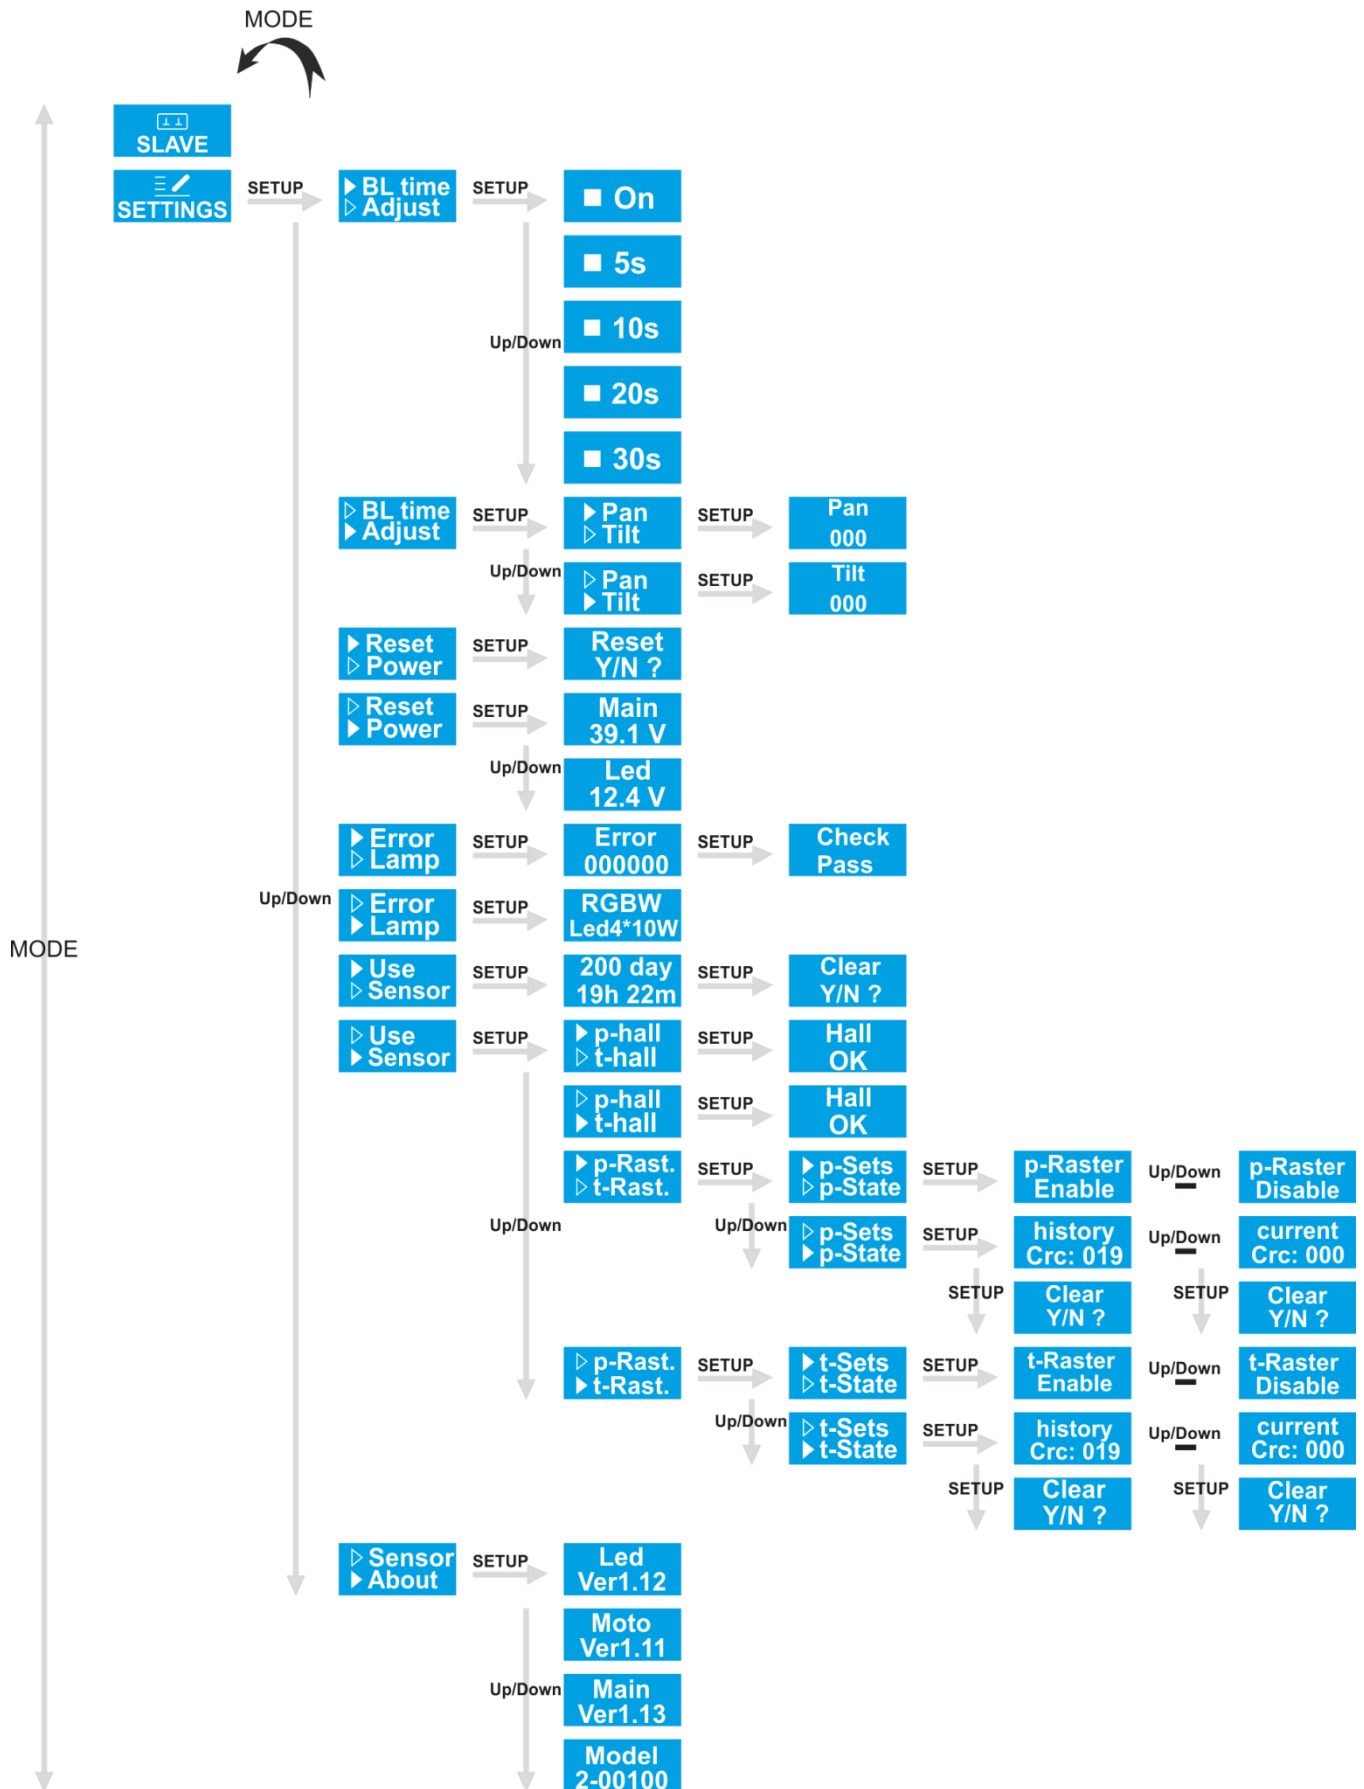 MODE
SLAVE
SETTINGS
SETUP
BL time
Adjust
SETUP
On
5s
Up/Down
10s
20s
30s
BL time
Adjust
SETUP
Pan
Tilt
SETUP
Pan
000
Up/Down
Pan
Tilt
SETUP
Tilt
000
Reset
Power
SETUP
Reset
Y/N ?
Reset
Power
SETUP
Main
39.1 V
Up/Down
Led
12.4 V
Error
Lamp
SETUP
Error
000000
SETUP
Check
Pass
Up/Down
Error
Lamp
SETUP
RGBW
Led4*10W
MODE
Use
Sensor
SETUP
200 day
19h 22m
SETUP
Clear
Y/N ?
Use
Sensor
SETUP
p-hall
t-hall
SETUP
Hall
OK
p-hall
t-hall
SETUP
Hall
OK
p-Rast.
t-Rast.
SETUP
p-Sets
p-State
SETUP
p-Raster
Enable
Up/Down
p-Raster
Disable
Up/Down
Up/Down
p-Sets
p-State
SETUP
history
Crc: 019
Up/Down
current
Crc: 000
SETUP
Clear
Y/N ?
SETUP
Clear
Y/N ?
p-Rast.
t-Rast.
SETUP
t-Sets
t-State
SETUP
t-Raster
Enable
Up/Down
t-Raster
Disable
Up/Down
t-Sets
t-State
SETUP
history
Crc: 019
Up/Down
current
Crc: 000
SETUP
Clear
Y/N ?
SETUP
Clear
Y/N ?
Sensor
About
SETUP
Led
Ver1.12
Moto
Ver1.11
Up/Down
Main
Ver1.13
Model
2-00100